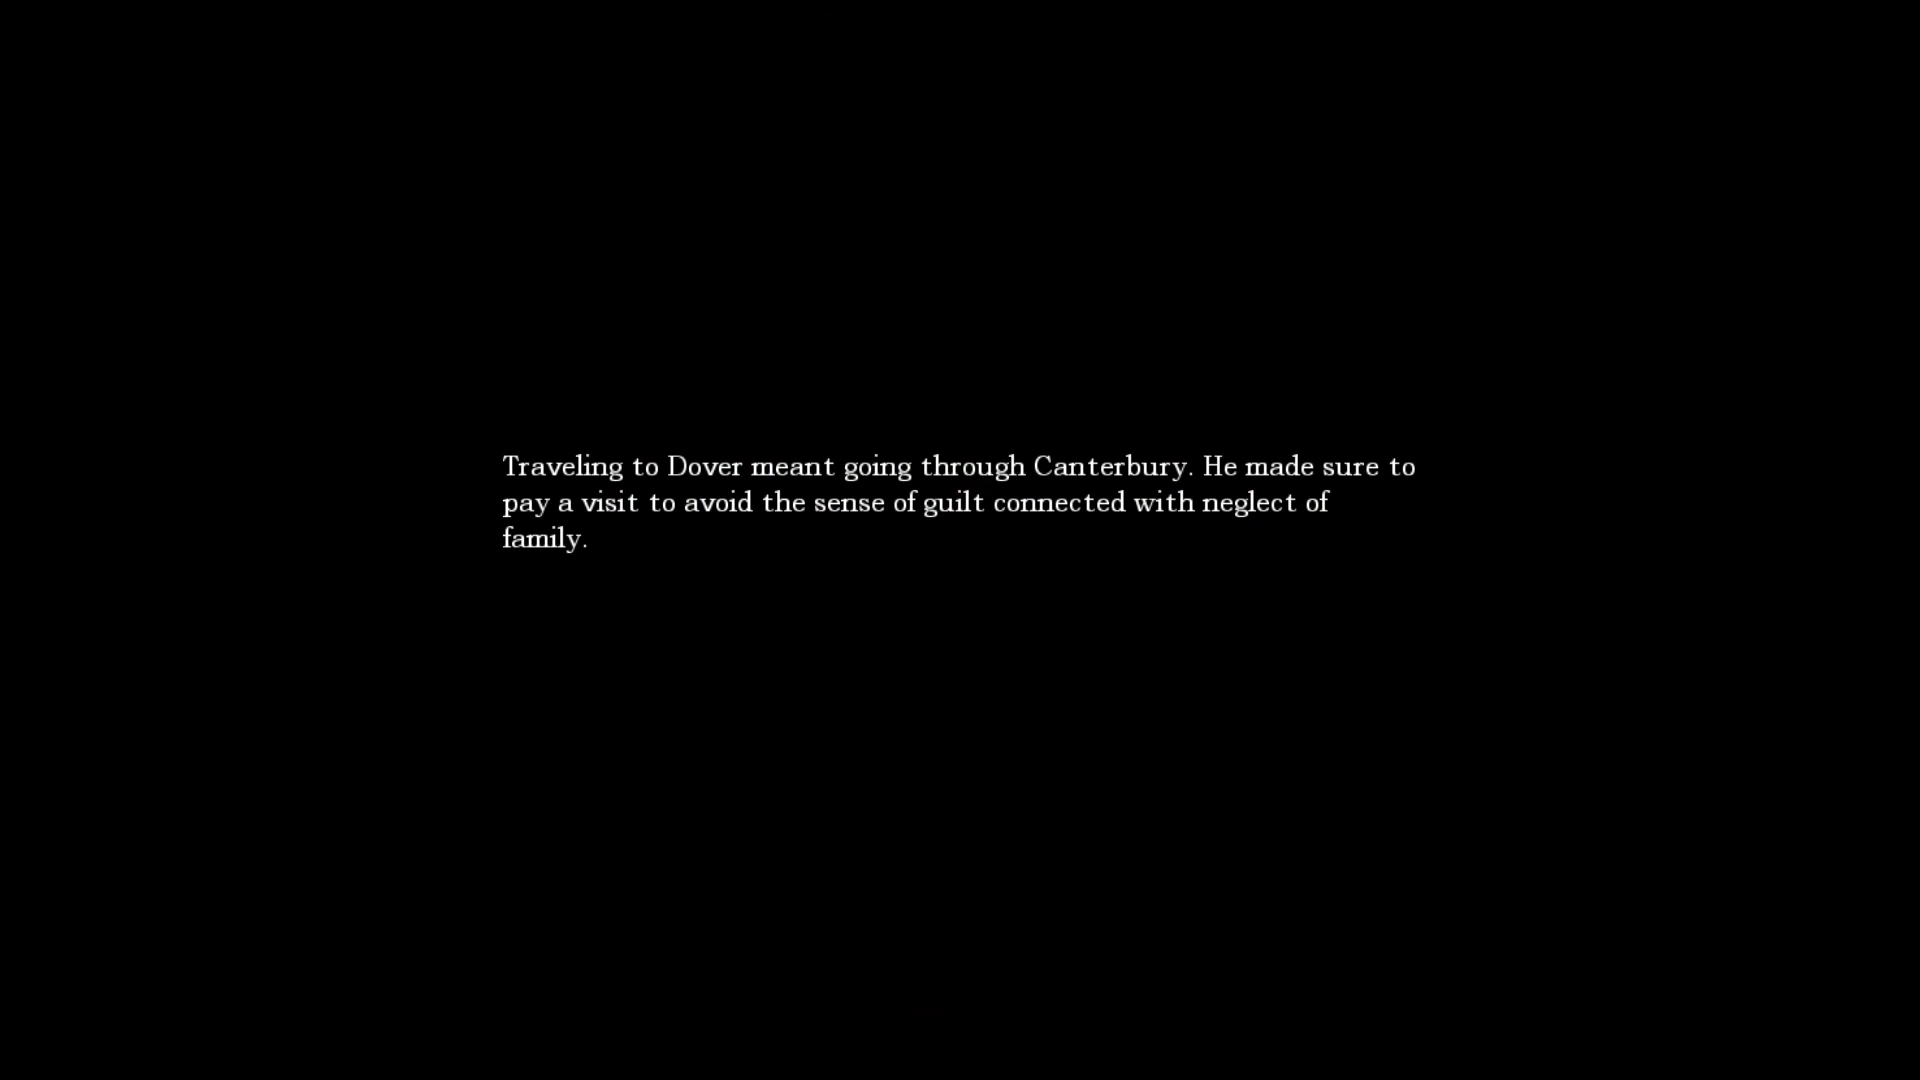 Traveling to Dover meant going through Canterbury. He made sure to
pay a visit to avoid the sense of guilt connected with neglect of
family.